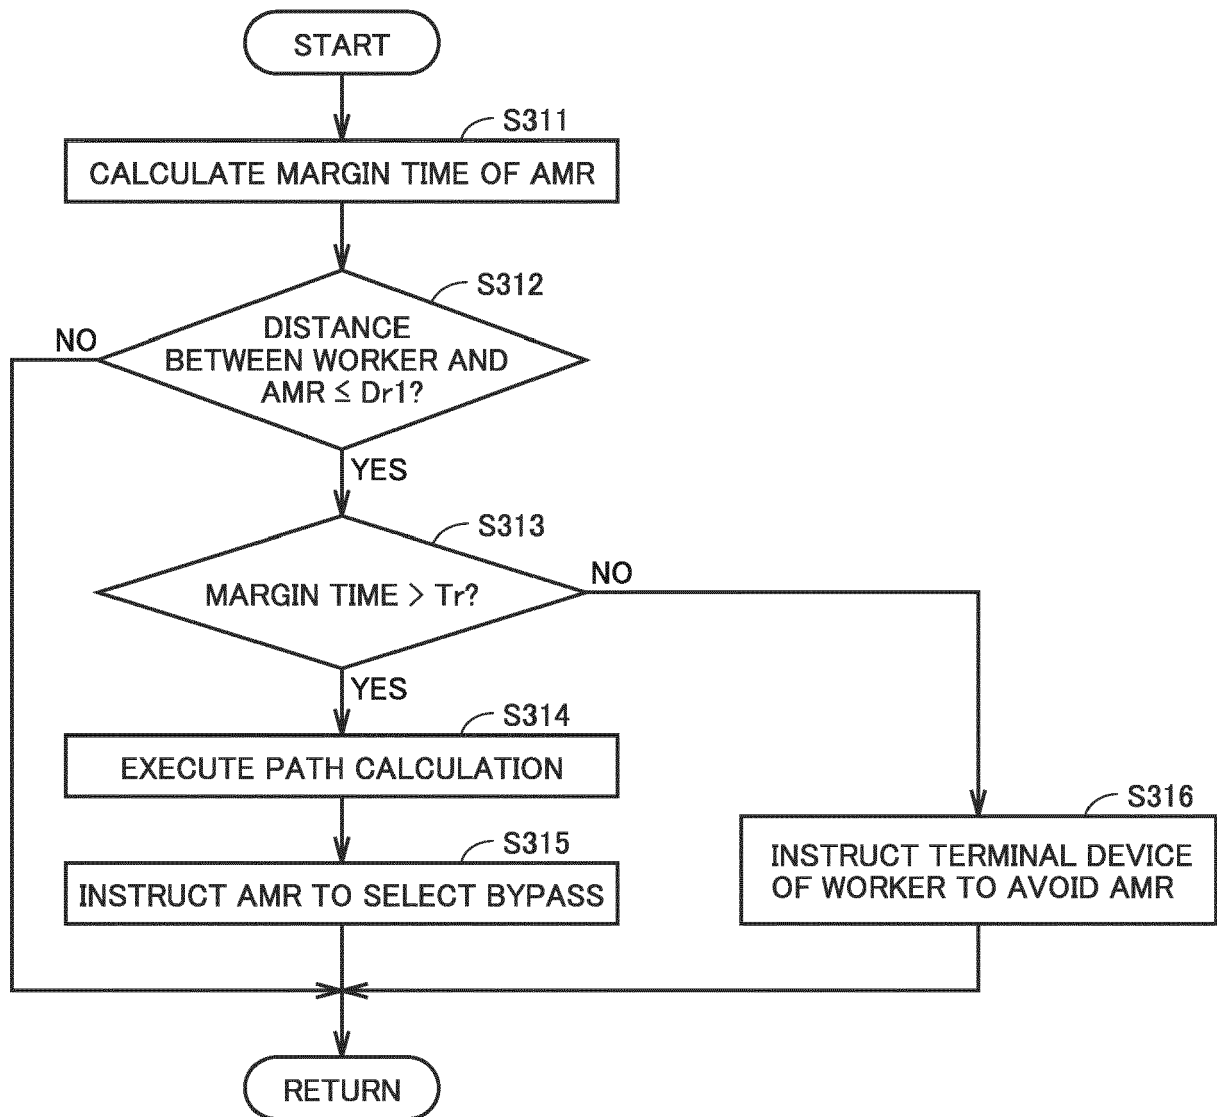 START
S311
CALCULATE MARGIN TIME OF AMR
S312
NO
DISTANCE
BETWEEN WORKER AND
AMR ≦ Dr1?
YES
S313
NO
MARGIN TIME > Tr?
YES
S314
EXECUTE PATH CALCULATION
S315
INSTRUCT AMR TO SELECT BYPASS
S316
INSTRUCT TERMINAL DEVICE
OF WORKER TO AVOID AMR
RETURN